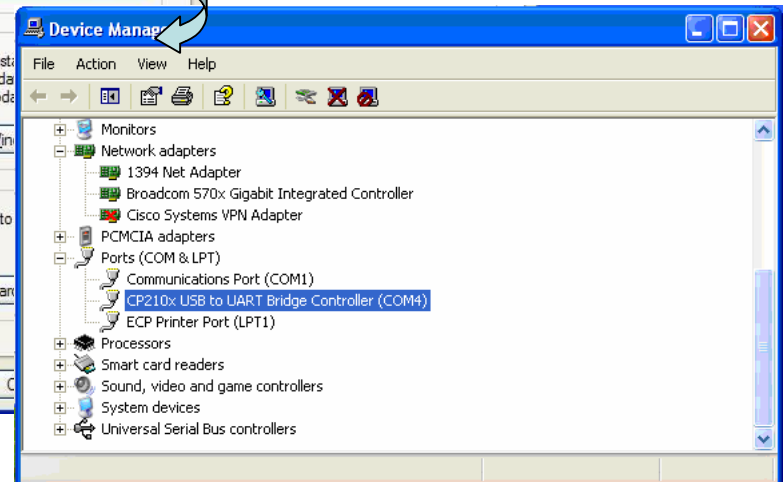 Device Manag
File Action View Help
Monitors
Network adapters
1394 Net Adapter
Broadcom 570x Gigabit Integrated Controller
Cisco Systems VPN Adapter
PCMCIA adapters
Ports (COM & LPT)
Communications Port (COM1)
CP210x USB to UART Bridge Controller (COM4)
ECP Printer Port (LPT1)
Processors
Smart card readers
Sound, video and game controllers
System devices
Universal Serial Bus controllers